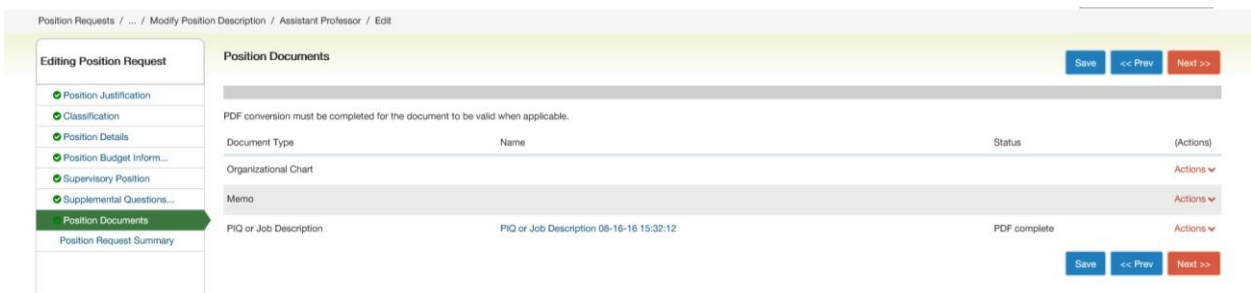 Position Requests / ... / Modify Position Description / Assistant Professor / Edit
Editing Position Request
Position Justification
Classification
Position Details
Position Budget Inform...
Supervisory Position
Supplemental Questions...
Position Documents
Position Request Summary
Position Documents
Save << Prev Next >>
PDF conversion must be completed for the document to be valid when applicable.
Document Type Name Status (Actions)
Organizational Chart Actions
Memo Actions
PIQ or Job Description PIQ or Job Description 08-16-16 15:32:12 PDF complete Actions
Save << Prev Next >>